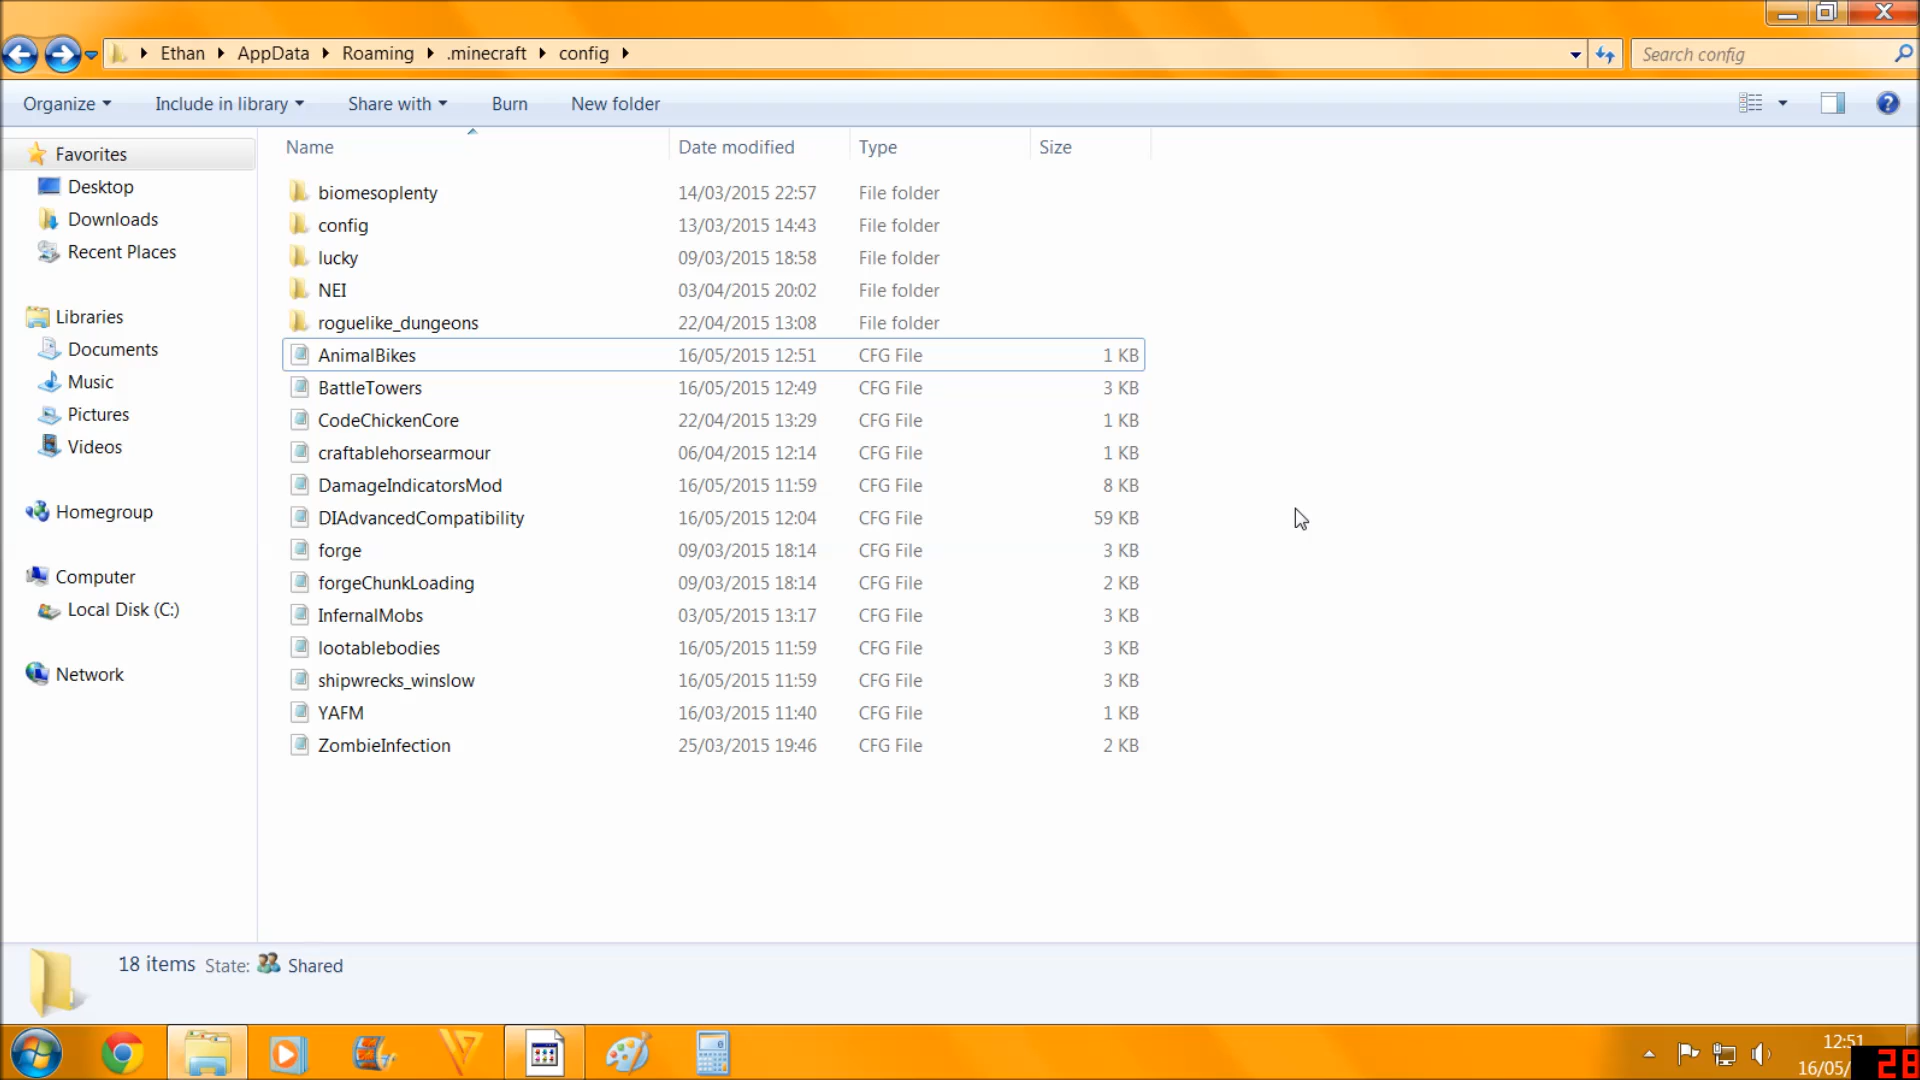 Ethan AppData Roaming .minecraft config
Search config
Organize Include in library Share with Burn New folder
Name Date modified Type Size
Favorites
Desktop
Downloads
Recent Places
Libraries
Documents
Music
Pictures
Videos
Homegroup
Computer
Local Disk (C:)
Network
biomesoplenty 14/03/2015 22:57 File folder
config 13/03/2015 14:43 File folder
lucky 09/03/2015 18:58 File folder
NEI 03/04/2015 20:02 File folder
roguelike_dungeons 22/04/2015 13:08 File folder
AnimalBikes 16/05/2015 12:51 CFG File 1 KB
BattleTowers 16/05/2015 12:49 CFG File 3 KB
CodeChickenCore 22/04/2015 13:29 CFG File 1 KB
craftablehorsearmour 06/04/2015 12:14 CFG File 1 KB
DamageIndicatorsMod 16/05/2015 11:59 CFG File 8 KB
DIAdvancedCompatibility 16/05/2015 12:04 CFG File 59 KB
forge 09/03/2015 18:14 CFG File 3 KB
forgeChunkLoading 09/03/2015 18:14 CFG File 2 KB
InfernalMobs 03/05/2015 13:17 CFG File 3 KB
lootablebodies 16/05/2015 11:59 CFG File 3 KB
shipwrecks_winslow 16/05/2015 11:59 CFG File 3 KB
YAFM 16/03/2015 11:40 CFG File 1 KB
ZombieInfection 25/03/2015 19:46 CFG File 2 KB
18 items State: Shared
12:51
16/05/
28